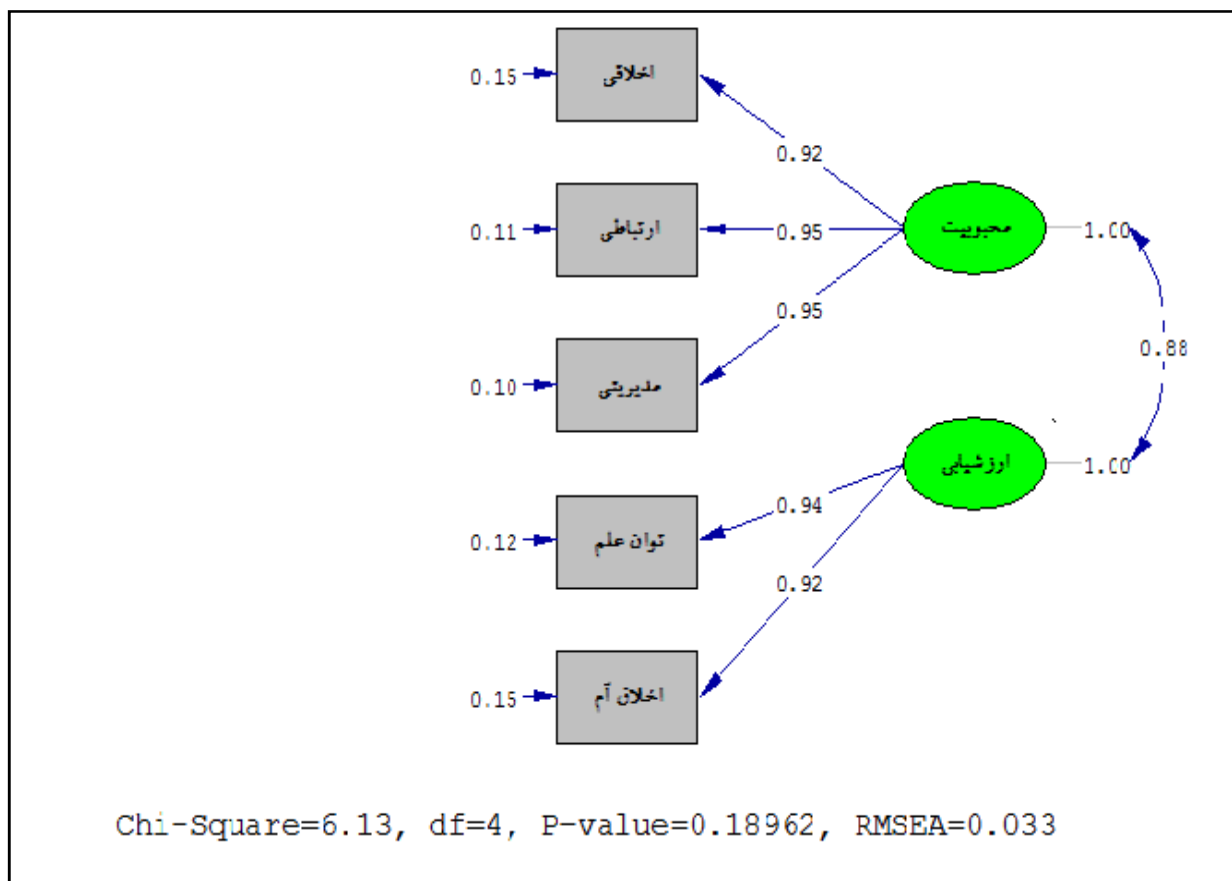 0.15
اخلاقی
0.92
0.11
ارتباطی
0.95
محبوبیت
1.00
0.95
0.88
0.10
مدیریتی
ارزشیابی
1.00
0.94
0.12
توان علم
0.92
0.15
اخلاق آم
Chi-Square=6.13, df=4, P-value=0.18962, RMSEA=0.033